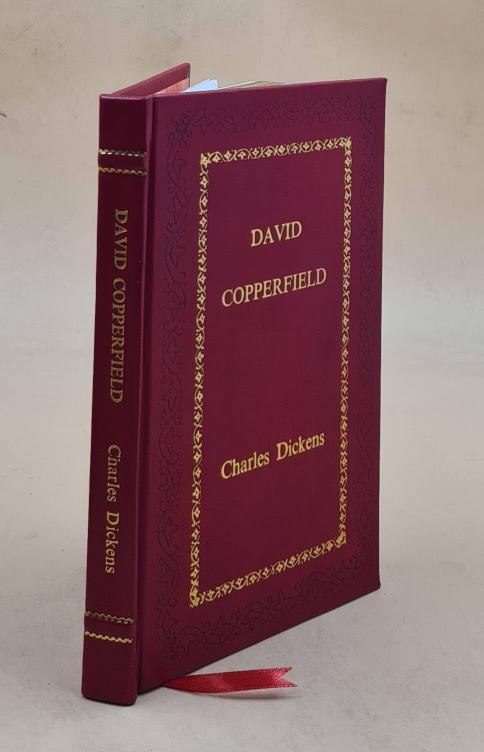 DAVID
COPPERFIELD
Charles Dickens
DAVID COPPERFIELD Charles Dickens